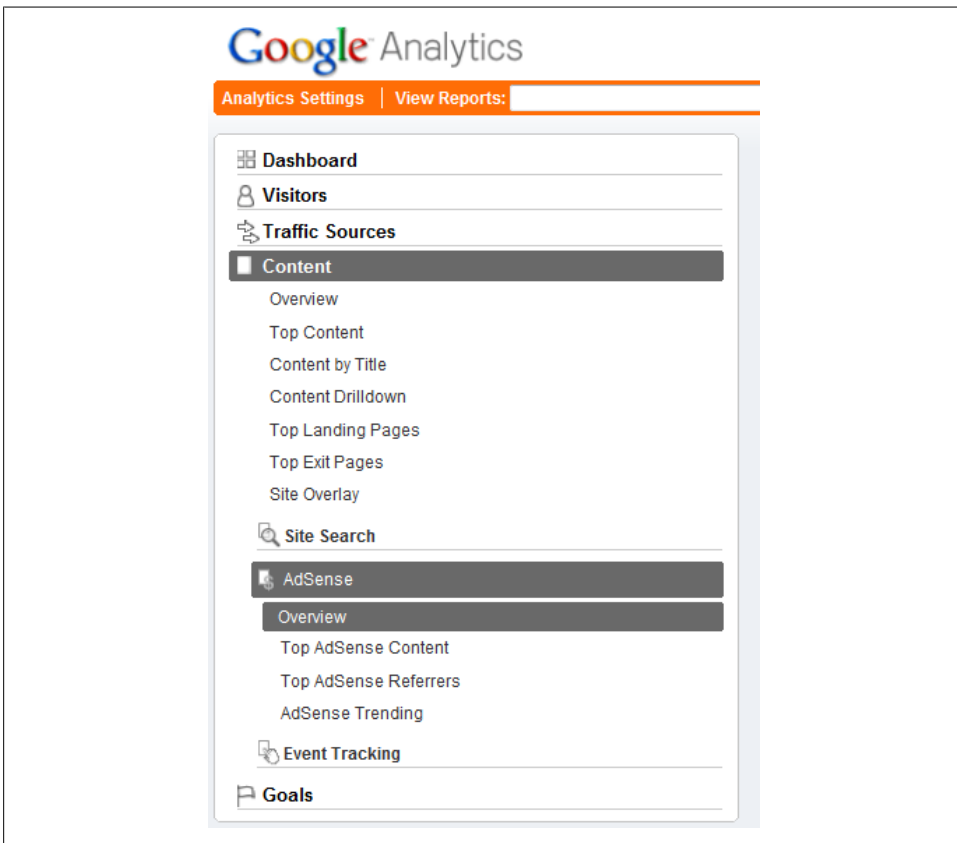 Google™ Analytics
Analytics Settings | View Reports:
Dashboard
Visitors
Traffic Sources
Content
Overview
Top Content
Content by Title
Content Drilldown
Top Landing Pages
Top Exit Pages
Site Overlay
Site Search
AdSense
Overview
Top AdSense Content
Top AdSense Referrers
AdSense Trending
Event Tracking
Goals